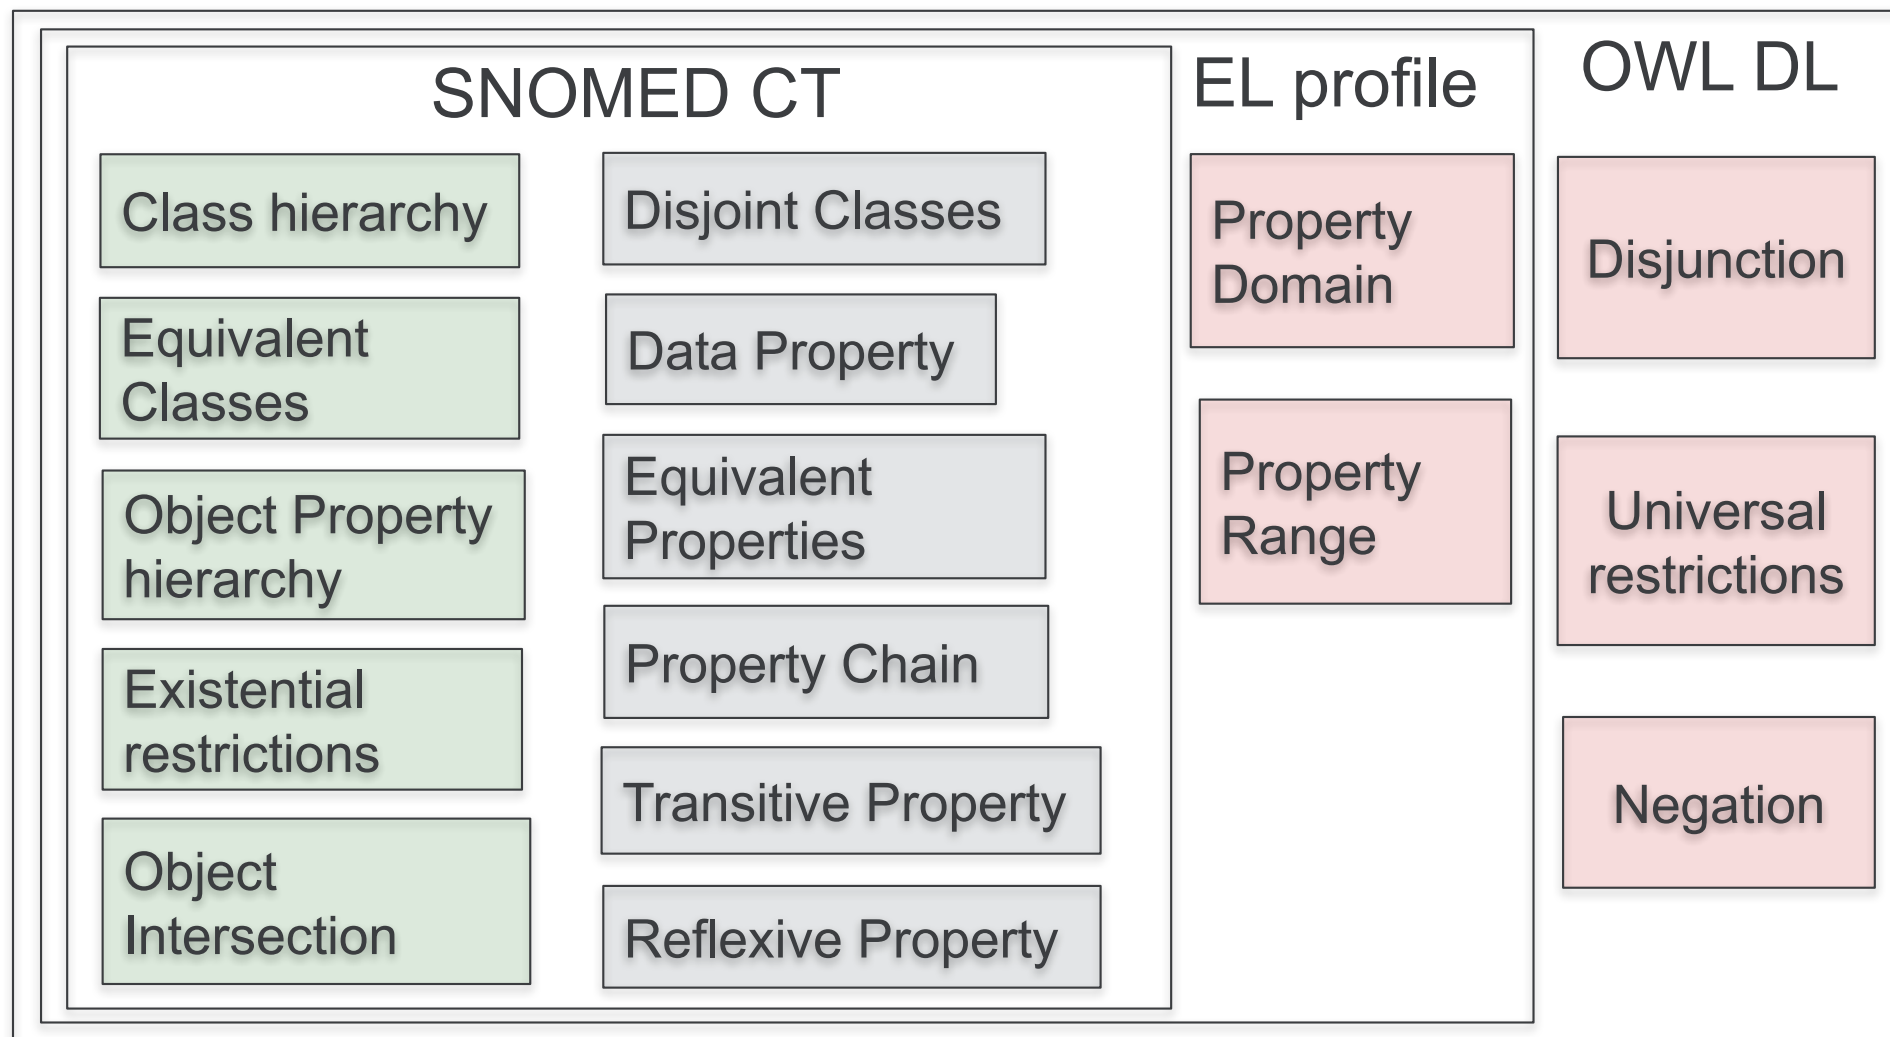 SNOMED CT
EL profile
OWL DL
Class hierarchy
Equivalent
Classes
Object Property
hierarchy
Existential
restrictions
Object
Intersection
Disjoint Classes
Data Property
Equivalent
Properties
Property Chain
Transitive Property
Reflexive Property
Property
Domain
Property
Range
Disjunction
Universal
restrictions
Negation